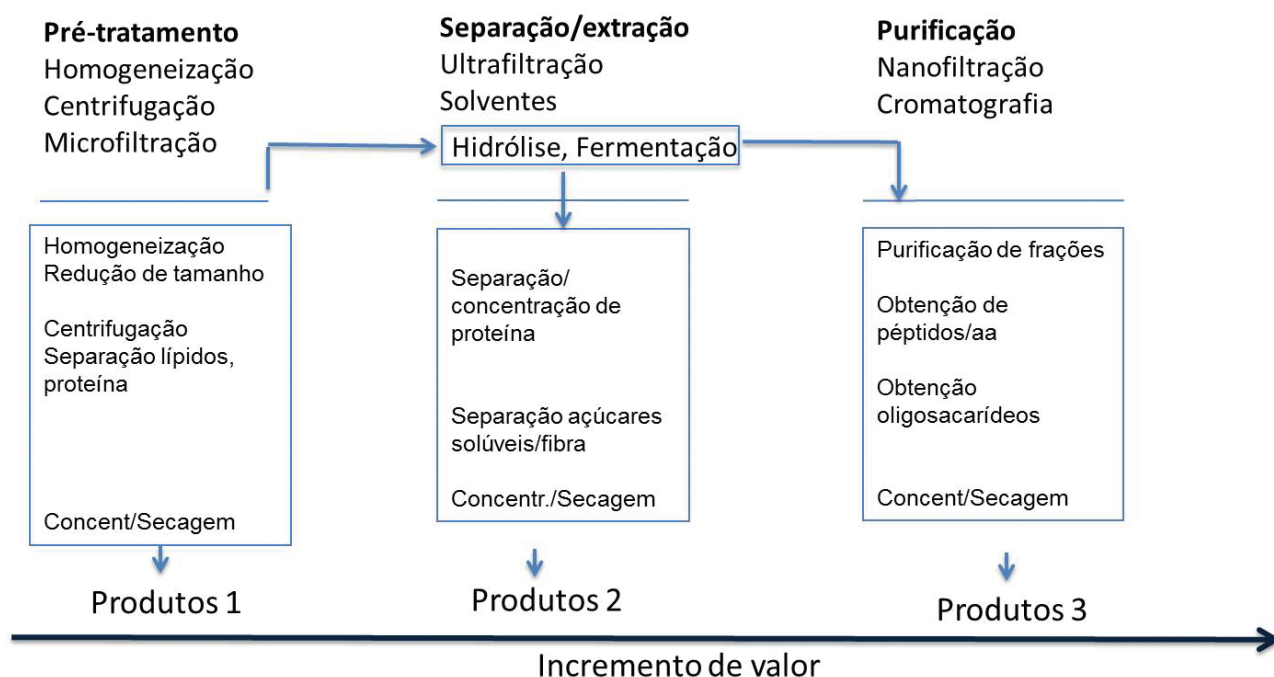 Pré-tratamento
Homogeneização
Centrifugação
Microfiltração
Separação/extração
Ultrafiltração
Solventes
Hidrólise, Fermentação
Purificação
Nanofiltração
Cromatografia
Homogeneização
Redução de tamanho
Centrifugação
Separação lípidos,
proteína
Concent/Secagem
Separação/
concentração de
proteína
Separação açúcares
solúveis/fibra
Concentr./Secagem
Purificação de frações
Obtenção de
péptidos/aa
Obtenção
oligosacarídeos
Concent/Secagem
Produtos 1
Produtos 2
Produtos 3
Incremento de valor